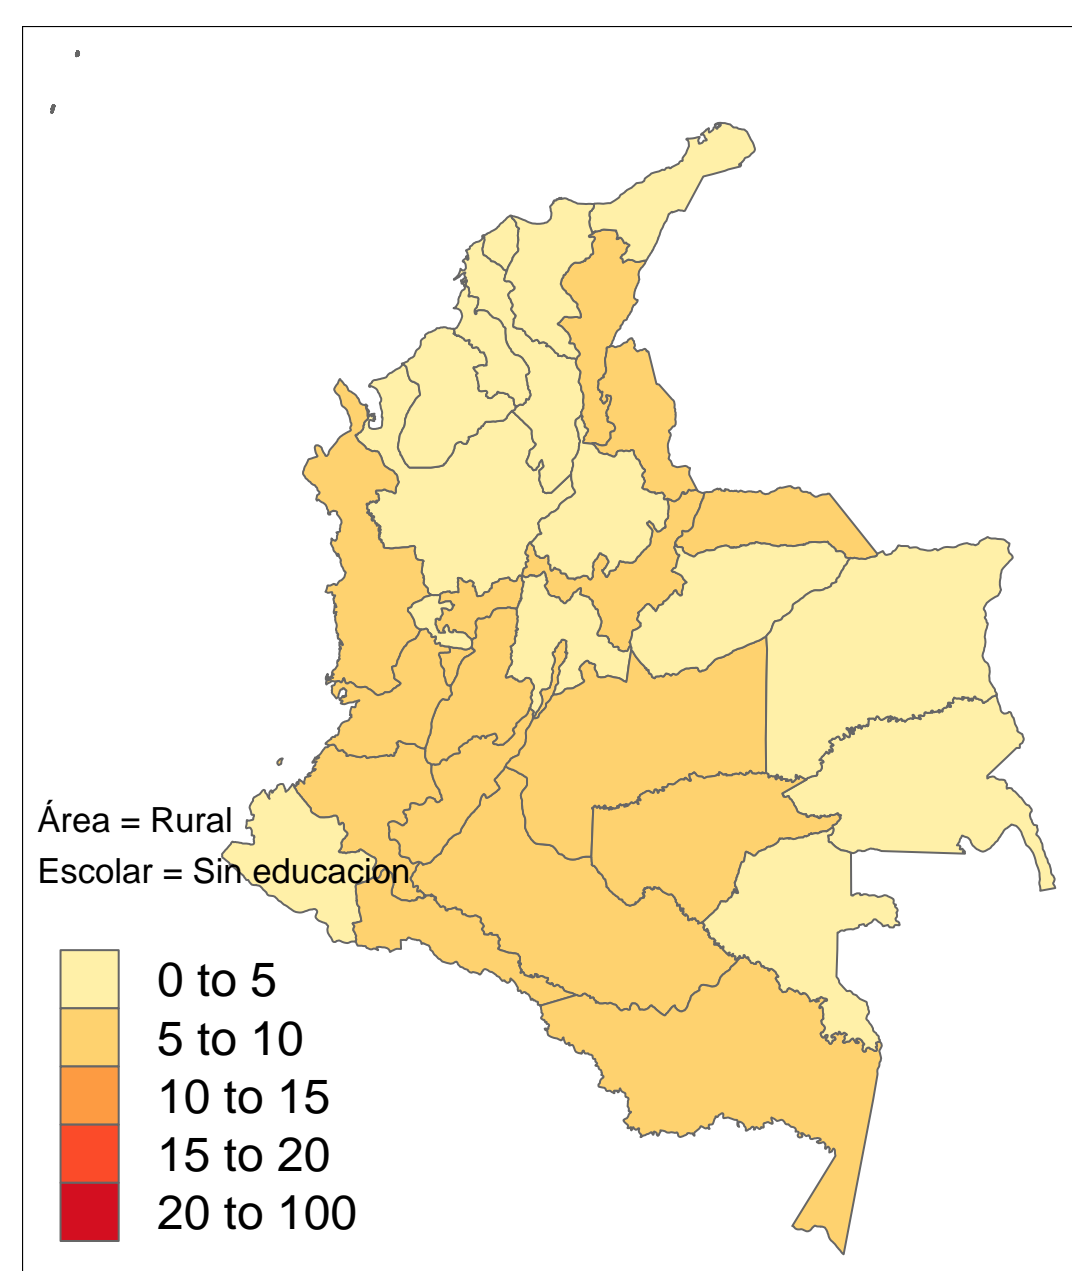 Área = Rural
Escolar = Sin educacion
0 to 5
5 to 10
10 to 15
15 to 20
20 to 100